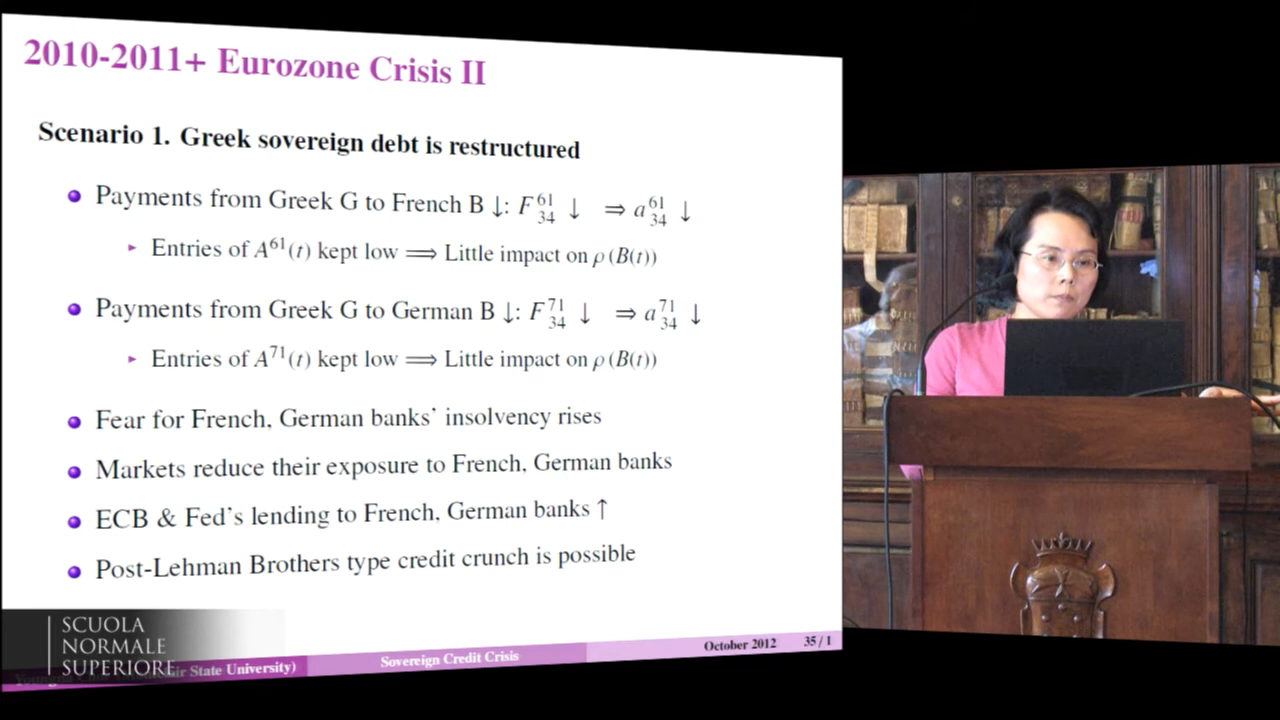 2010-2011+ Eurozone Crisis II
Scenario 1. Greek sovereign debt is restructured
Payments from Greek G to French B ↓: F^{61}_{34} ↓ ⇒ a^{61}_{34} ↓
Entries of A^{61}(t) kept low ⟹ Little impact on ρ(B(t))
Payments from Greek G to German B ↓: F^{71}_{34} ↓ ⇒ a^{71}_{34} ↓
Entries of A^{71}(t) kept low ⟹ Little impact on ρ(B(t))
Fear for French, German banks' insolvency rises
Markets reduce their exposure to French, German banks
ECB & Fed's lending to French, German banks ↑
Post-Lehman Brothers type credit crunch is possible
SCUOLA
NORMALE
SUPERIORE
State University)
Sovereign Credit Crisis
October 2012
35 / 1